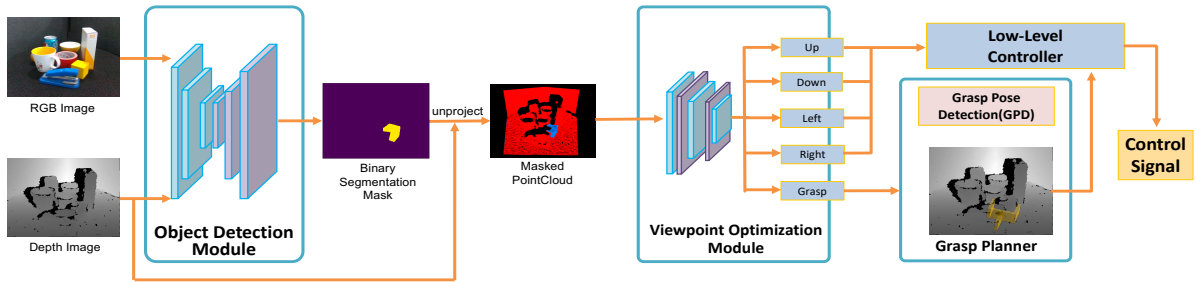 RGB Image
Depth Image
Object Detection
Module
Binary
Segmentation
Mask
unproject
Masked
PointCloud
Viewpoint Optimization
Module
Up
Down
Left
Right
Grasp
Low-Level
Controller
Grasp Pose
Detection(GPD)
Grasp Planner
Control
Signal